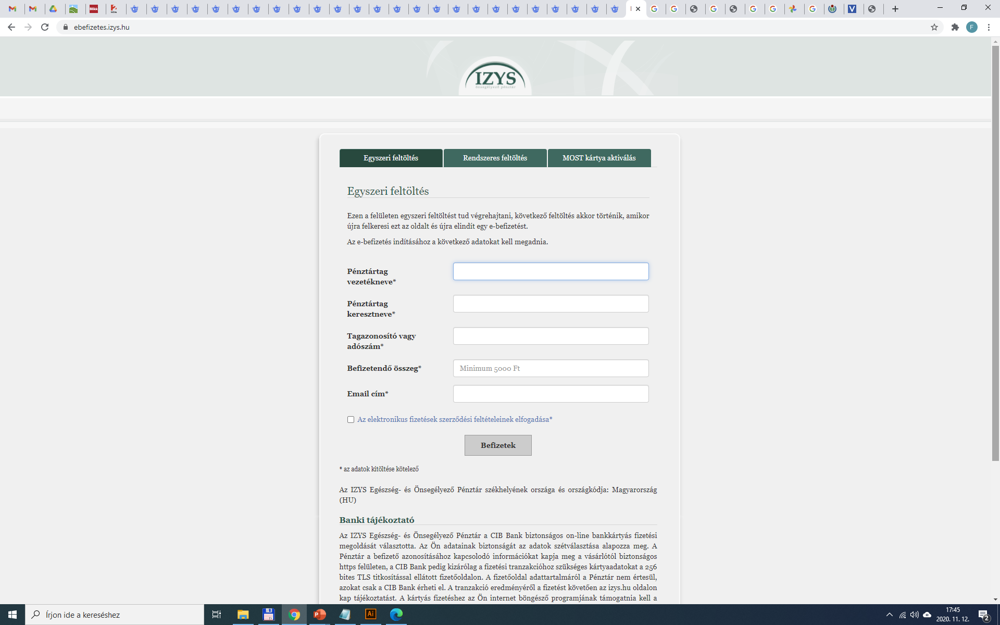 ebefizetes.izys.hu
F
IZYS
önsegélyező pénztár
Egyszeri feltöltés
Rendszeres feltöltés
MOST kártya aktiválás
Egyszeri feltöltés
Ezen a felületen egyszeri feltöltést tud végrehajtani, következő feltöltés akkor történik, amikor
újra felkeresi ezt az oldalt és újra elindít egy e-befizetést.
Az e-befizetés indításához a következő adatokat kell megadnia.
Pénztártag
vezetékneve*
Pénztártag
keresztneve*
Tagazonosító vagy
adószám*
Befizetendő összeg*
Minimum 5000 Ft
Email cím*
Az elektronikus fizetések szerződési feltételeinek elfogadása*
Befizetek
* az adatok kitöltése kötelező
Az IZYS Egészség- és Önsegélyező Pénztár székhelyének országa és országkódja: Magyarország
(HU)
Banki tájékoztató
Az IZYS Egészség- és Önsegélyező Pénztár a CIB Bank biztonságos on-line bankkártyás fizetési
megoldását választotta. Az Ön adatainak biztonságát az adatok szétválasztása alapozza meg. A
Pénztár a befizető azonosításához kapcsolodó információkat kapja meg a vásárlótól biztonságos
https felületen, a CIB Bank pedig kizárólag a fizetési tranzakcióhoz szükséges kártyaadatokat a 256
bites TLS titkosítással ellátott fizetőoldalon. A fizetőoldal adattartalmáról a Pénztár nem értesül,
azokat csak a CIB Bank érheti el. A tranzakció eredményéről a fizetést követően az izys.hu oldalon
kap tájékoztatást. A kártyás fizetéshez az Ön internet böngésző programjának támogatnia kell a
Írjon ide a kereséshez
17:45
2020. 11. 12.
2